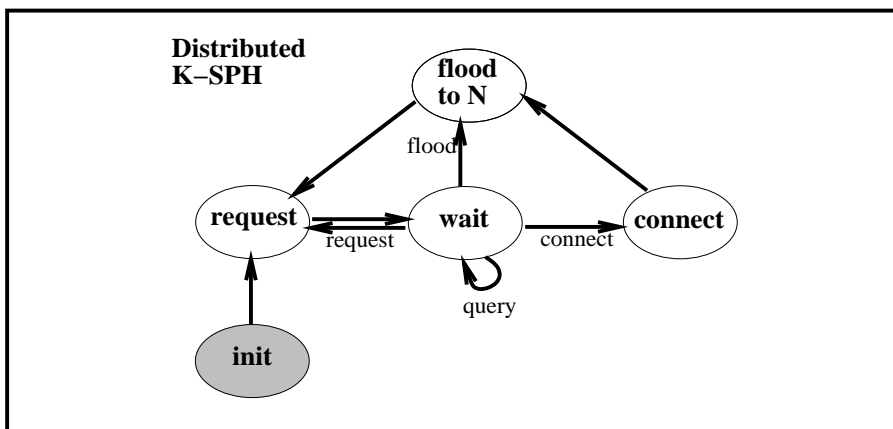 Distributed
K–SPH
flood
to N
flood
request
wait
connect
request
connect
query
init